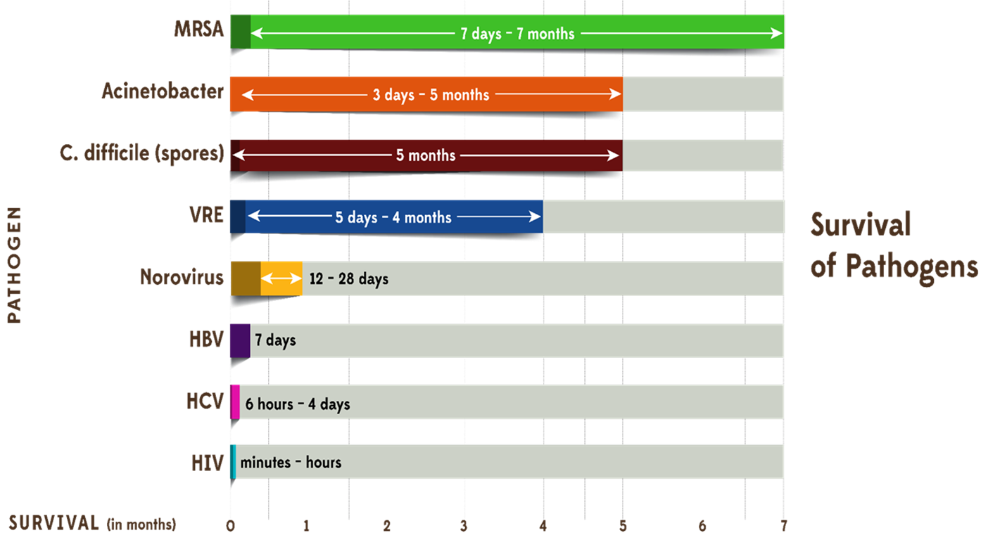 MRSA
7 days – 7 months
Acinetobacter
3 days – 5 months
C. difficile (spores)
5 months
VRE
5 days – 4 months
Norovirus
12 – 28 days
HBV
7 days
HCV
6 hours – 4 days
HIV
minutes – hours
PATHOGEN
Survival
of Pathogens
SURVIVAL (in months)
0 1 2 3 4 5 6 7